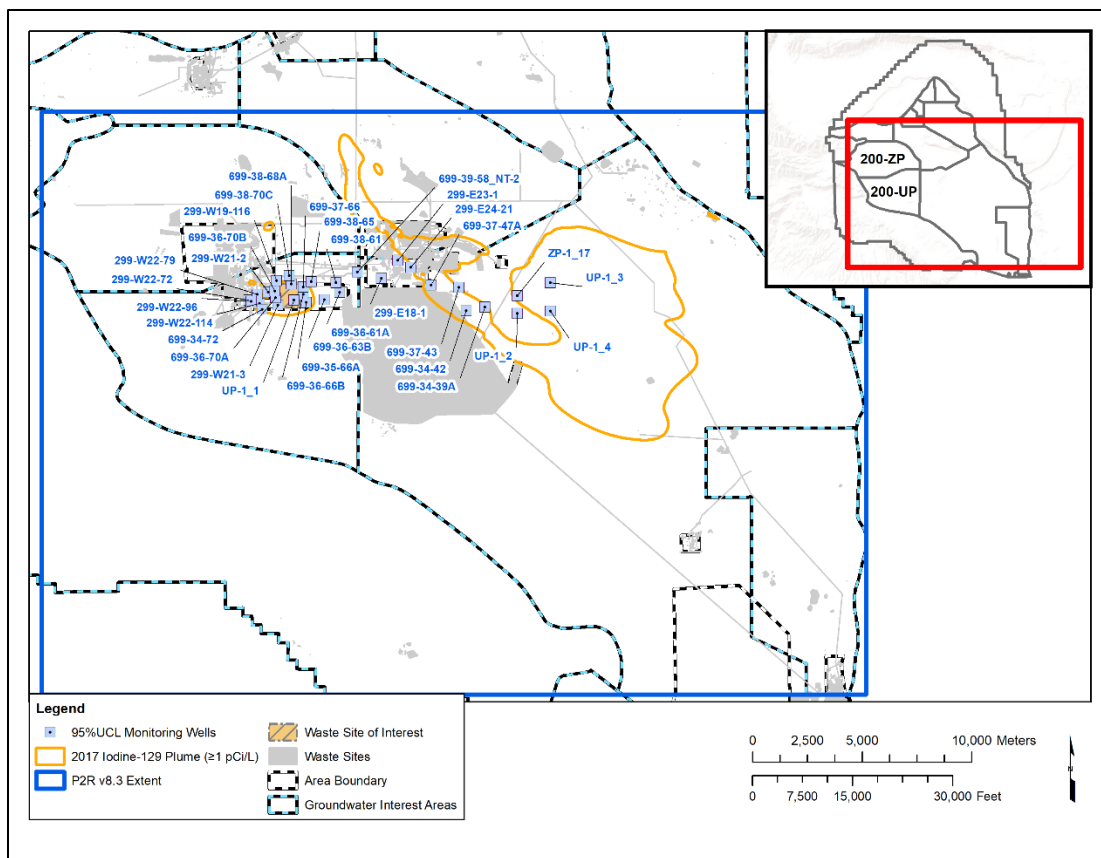 200-ZP
200-UP
699-39-58_NT-2
299-E23-1
299-E24-21
699-37-47A
699-38-68A
699-38-70C
299-W19-116
699-36-70B
299-W22-79
299-W21-2
299-W22-72
299-W22-96
299-W22-114
699-34-72
699-36-70A
299-W21-3
UP-1_1
699-37-66
699-38-65
699-38-61
ZP-1_17
UP-1_3
299-E18-1
699-36-61A
699-36-63B
699-35-66A
699-36-66B
699-37-43
UP-1_2
UP-1_4
699-34-42
699-34-39A
Legend
95%UCL Monitoring Wells
2017 Iodine-129 Plume (≥1 pCi/L)
P2R v8.3 Extent
Waste Site of Interest
Waste Sites
Area Boundary
Groundwater Interest Areas
0 2,500 5,000 10,000 Meters
0 7,500 15,000 30,000 Feet